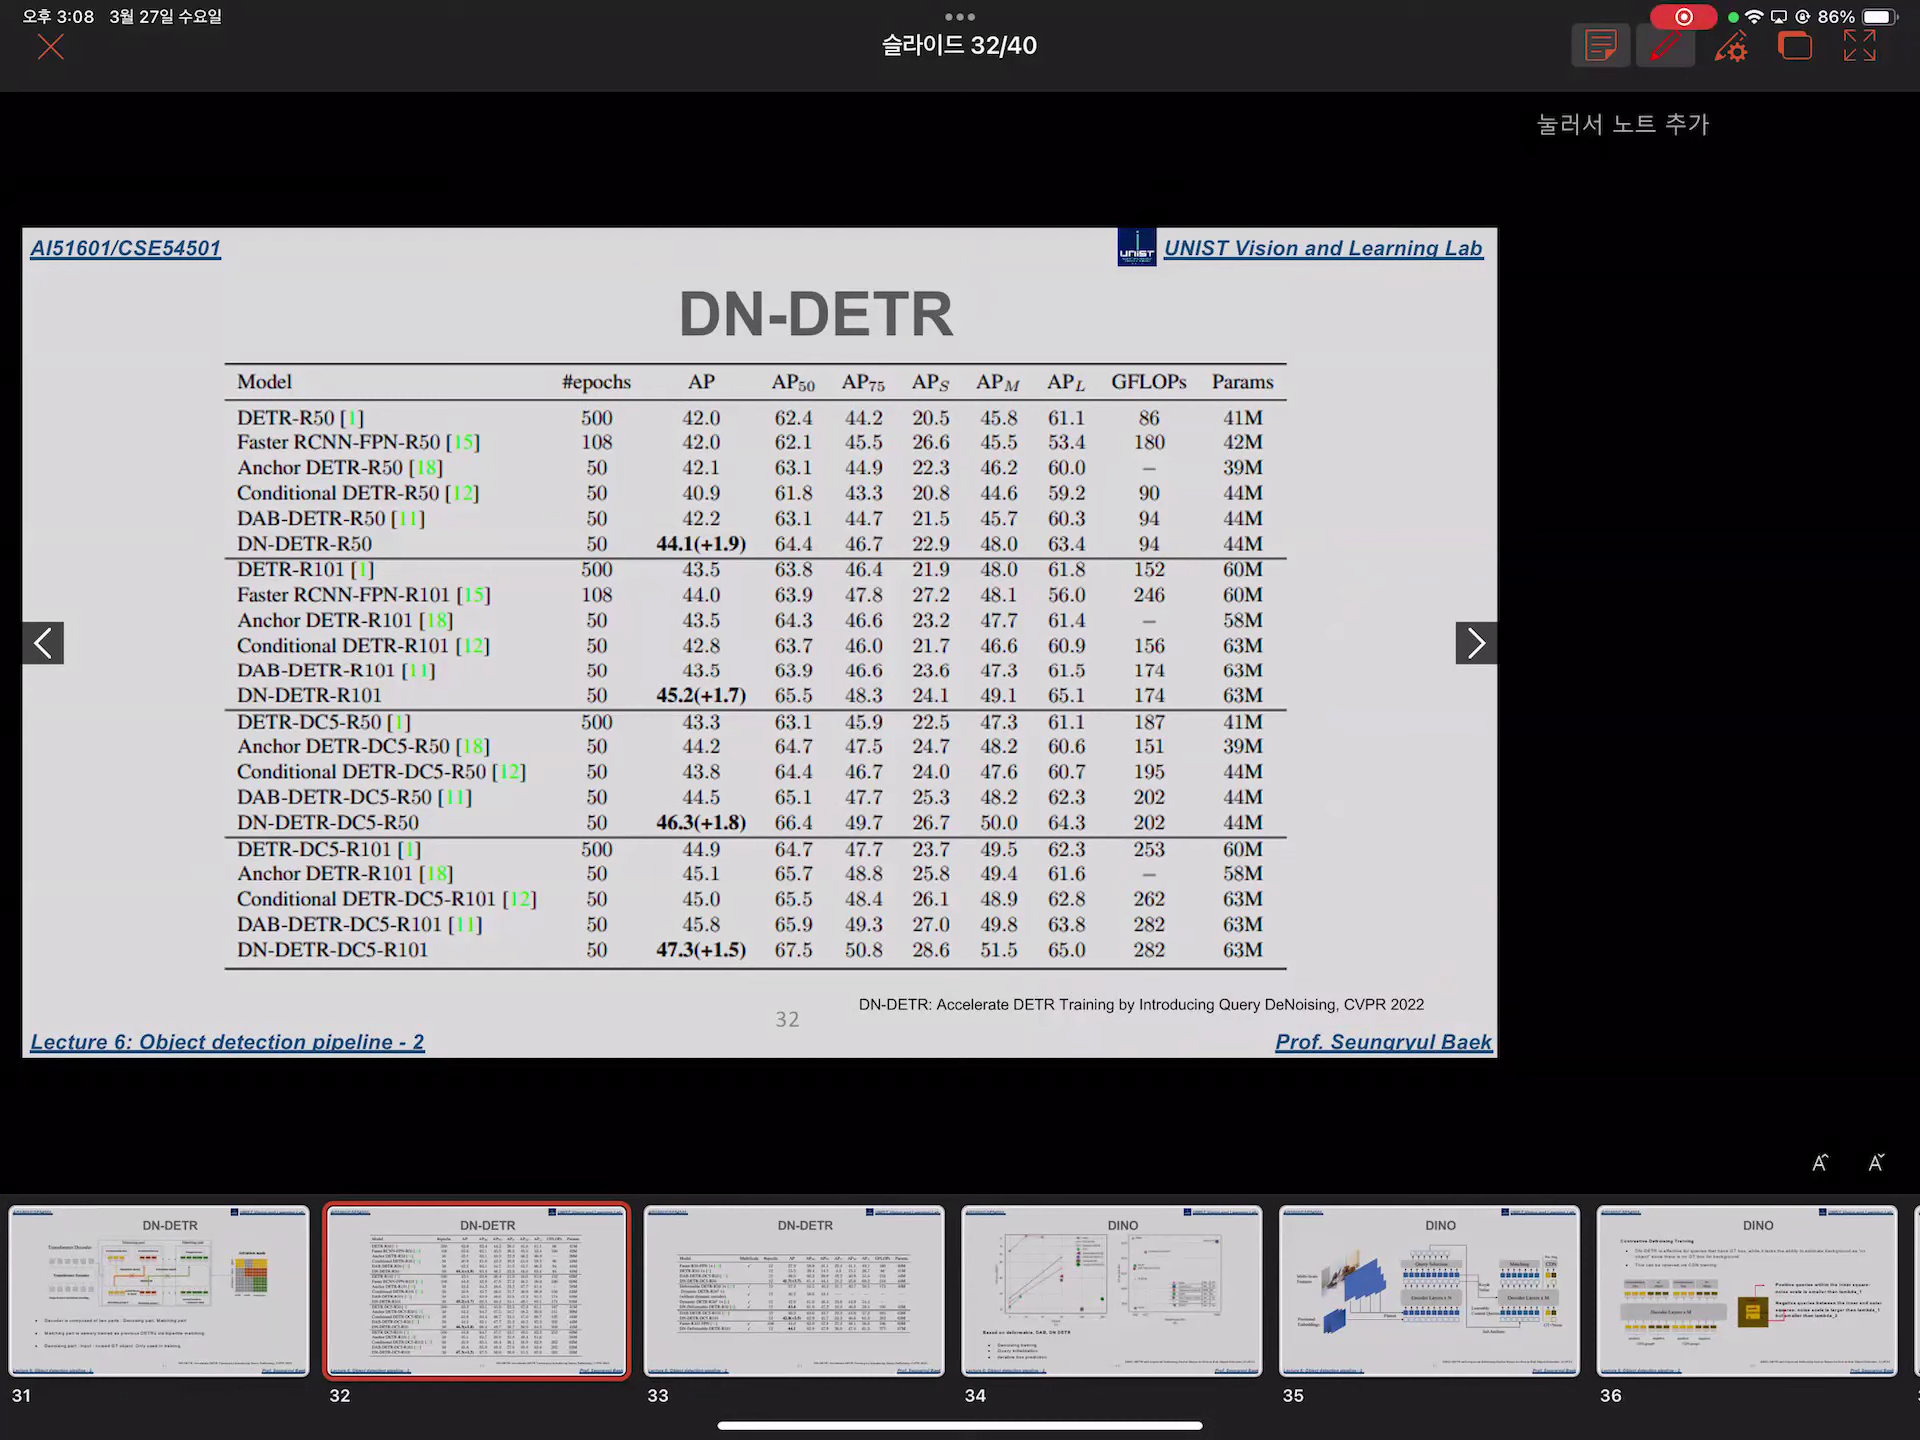 오후 3:08 3월 27일 수요일
86%
슬라이드 32/40
눌러서 노트 추가
AI51601/CSE54501
UNIST
UNIST Vision and Learning Lab
DN-DETR
Model #epochs AP AP50 AP75 APS APM APL GFLOPs Params
DETR-R50 [1] 500 42.0 62.4 44.2 20.5 45.8 61.1 86 41M
Faster RCNN-FPN-R50 [15] 108 42.0 62.1 45.5 26.6 45.5 53.4 180 42M
Anchor DETR-R50 [18] 50 42.1 63.1 44.9 22.3 46.2 60.0 – 39M
Conditional DETR-R50 [12] 50 40.9 61.8 43.3 20.8 44.6 59.2 90 44M
DAB-DETR-R50 [11] 50 42.2 63.1 44.7 21.5 45.7 60.3 94 44M
DN-DETR-R50 50 44.1(+1.9) 64.4 46.7 22.9 48.0 63.4 94 44M
DETR-R101 [1] 500 43.5 63.8 46.4 21.9 48.0 61.8 152 60M
Faster RCNN-FPN-R101 [15] 108 44.0 63.9 47.8 27.2 48.1 56.0 246 60M
Anchor DETR-R101 [18] 50 43.5 64.3 46.6 23.2 47.7 61.4 – 58M
Conditional DETR-R101 [12] 50 42.8 63.7 46.0 21.7 46.6 60.9 156 63M
DAB-DETR-R101 [11] 50 43.5 63.9 46.6 23.6 47.3 61.5 174 63M
DN-DETR-R101 50 45.2(+1.7) 65.5 48.3 24.1 49.1 65.1 174 63M
DETR-DC5-R50 [1] 500 43.3 63.1 45.9 22.5 47.3 61.1 187 41M
Anchor DETR-DC5-R50 [18] 50 44.2 64.7 47.5 24.7 48.2 60.6 151 39M
Conditional DETR-DC5-R50 [12] 50 43.8 64.4 46.7 24.0 47.6 60.7 195 44M
DAB-DETR-DC5-R50 [11] 50 44.5 65.1 47.7 25.3 48.2 62.3 202 44M
DN-DETR-DC5-R50 50 46.3(+1.8) 66.4 49.7 26.7 50.0 64.3 202 44M
DETR-DC5-R101 [1] 500 44.9 64.7 47.7 23.7 49.5 62.3 253 60M
Anchor DETR-R101 [18] 50 45.1 65.7 48.8 25.8 49.4 61.6 – 58M
Conditional DETR-DC5-R101 [12] 50 45.0 65.5 48.4 26.1 48.9 62.8 262 63M
DAB-DETR-DC5-R101 [11] 50 45.8 65.9 49.3 27.0 49.8 63.8 282 63M
DN-DETR-DC5-R101 50 47.3(+1.5) 67.5 50.8 28.6 51.5 65.0 282 63M
DN-DETR: Accelerate DETR Training by Introducing Query DeNoising, CVPR 2022
32
Lecture 6: Object detection pipeline - 2
Prof. Seungryul Baek
DN-DETR
DN-DETR
DN-DETR
DINO
DINO
DINO
31 32 33 34 35 36